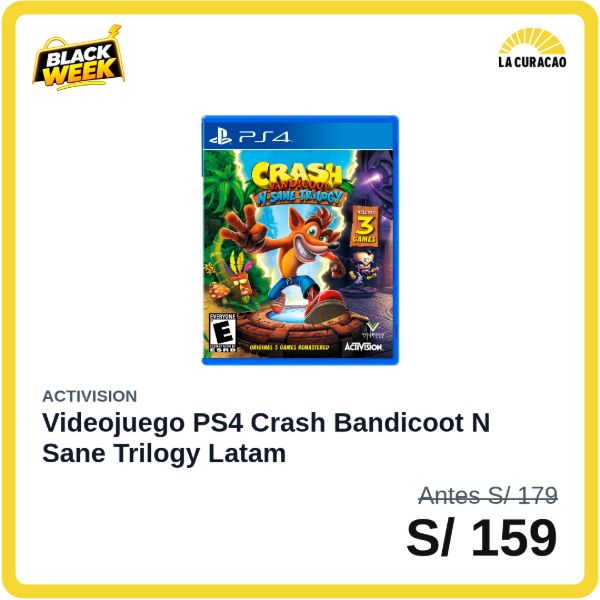 BLACK
WEEK
LA CURACAO
PS4
CRASH
BANDICOOT
N·SANE TRILOGY
INCLUDES
3
GAMES
EVERYONE
E
ESRB
ORIGINAL 3 GAMES REMASTERED
ACTIVISION
ACTIVISION
Videojuego PS4 Crash Bandicoot N
Sane Trilogy Latam
Antes S/ 179
S/ 159